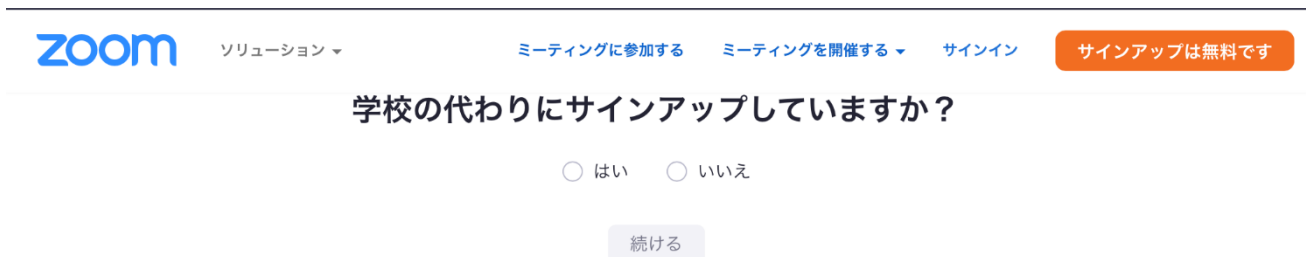 zoom ソリューション ミーティングに参加する ミーティングを開催する サインイン サインアップは無料です
学校の代わりにサインアップしていますか？
はい いいえ
続ける